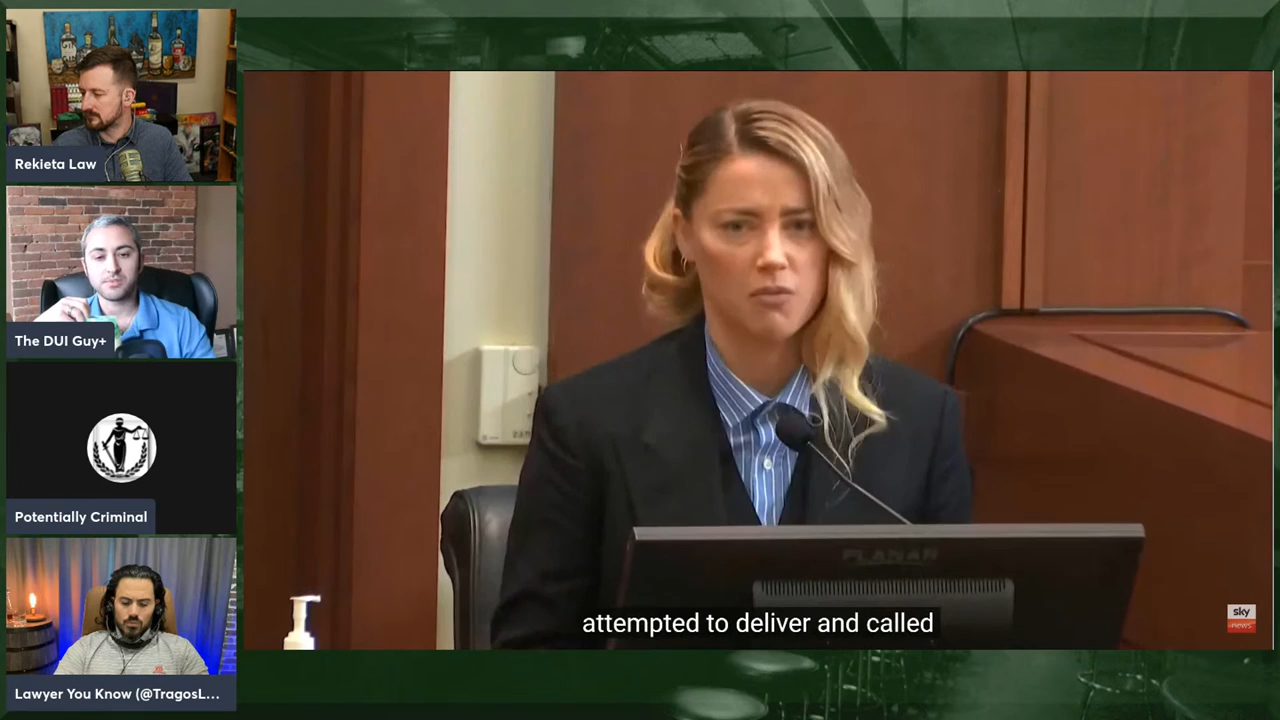 Rekieta Law
The DUI Guy+
Potentially Criminal
Lawyer You Know (@TragosL...
PLANAR
attempted to deliver and called
sky
news